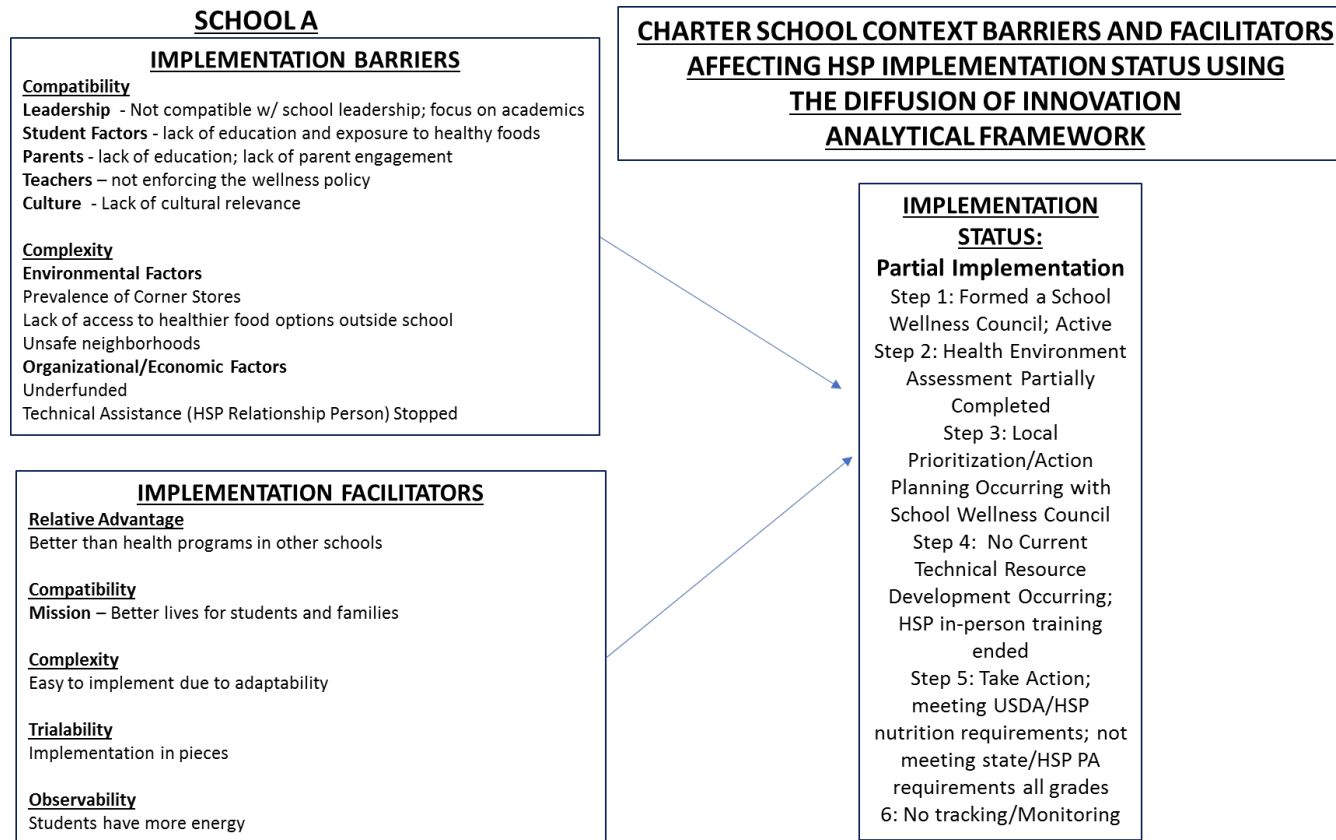 SCHOOL A
IMPLEMENTATION BARRIERS
Compatibility
Leadership - Not compatible w/ school leadership; focus on academics
Student Factors - lack of education and exposure to healthy foods
Parents - lack of education; lack of parent engagement
Teachers – not enforcing the wellness policy
Culture - Lack of cultural relevance
Complexity
Environmental Factors
Prevalence of Corner Stores
Lack of access to healthier food options outside school
Unsafe neighborhoods
Organizational/Economic Factors
Underfunded
Technical Assistance (HSP Relationship Person) Stopped
IMPLEMENTATION FACILITATORS
Relative Advantage
Better than health programs in other schools
Compatibility
Mission – Better lives for students and families
Complexity
Easy to implement due to adaptability
Trialability
Implementation in pieces
Observability
Students have more energy
CHARTER SCHOOL CONTEXT BARRIERS AND FACILITATORS
AFFECTING HSP IMPLEMENTATION STATUS USING
THE DIFFUSION OF INNOVATION
ANALYTICAL FRAMEWORK
IMPLEMENTATION
STATUS:
Partial Implementation
Step 1: Formed a School
Wellness Council; Active
Step 2: Health Environment
Assessment Partially
Completed
Step 3: Local
Prioritization/Action
Planning Occurring with
School Wellness Council
Step 4: No Current
Technical Resource
Development Occurring;
HSP in-person training
ended
Step 5: Take Action;
meeting USDA/HSP
nutrition requirements; not
meeting state/HSP PA
requirements all grades
6: No tracking/Monitoring